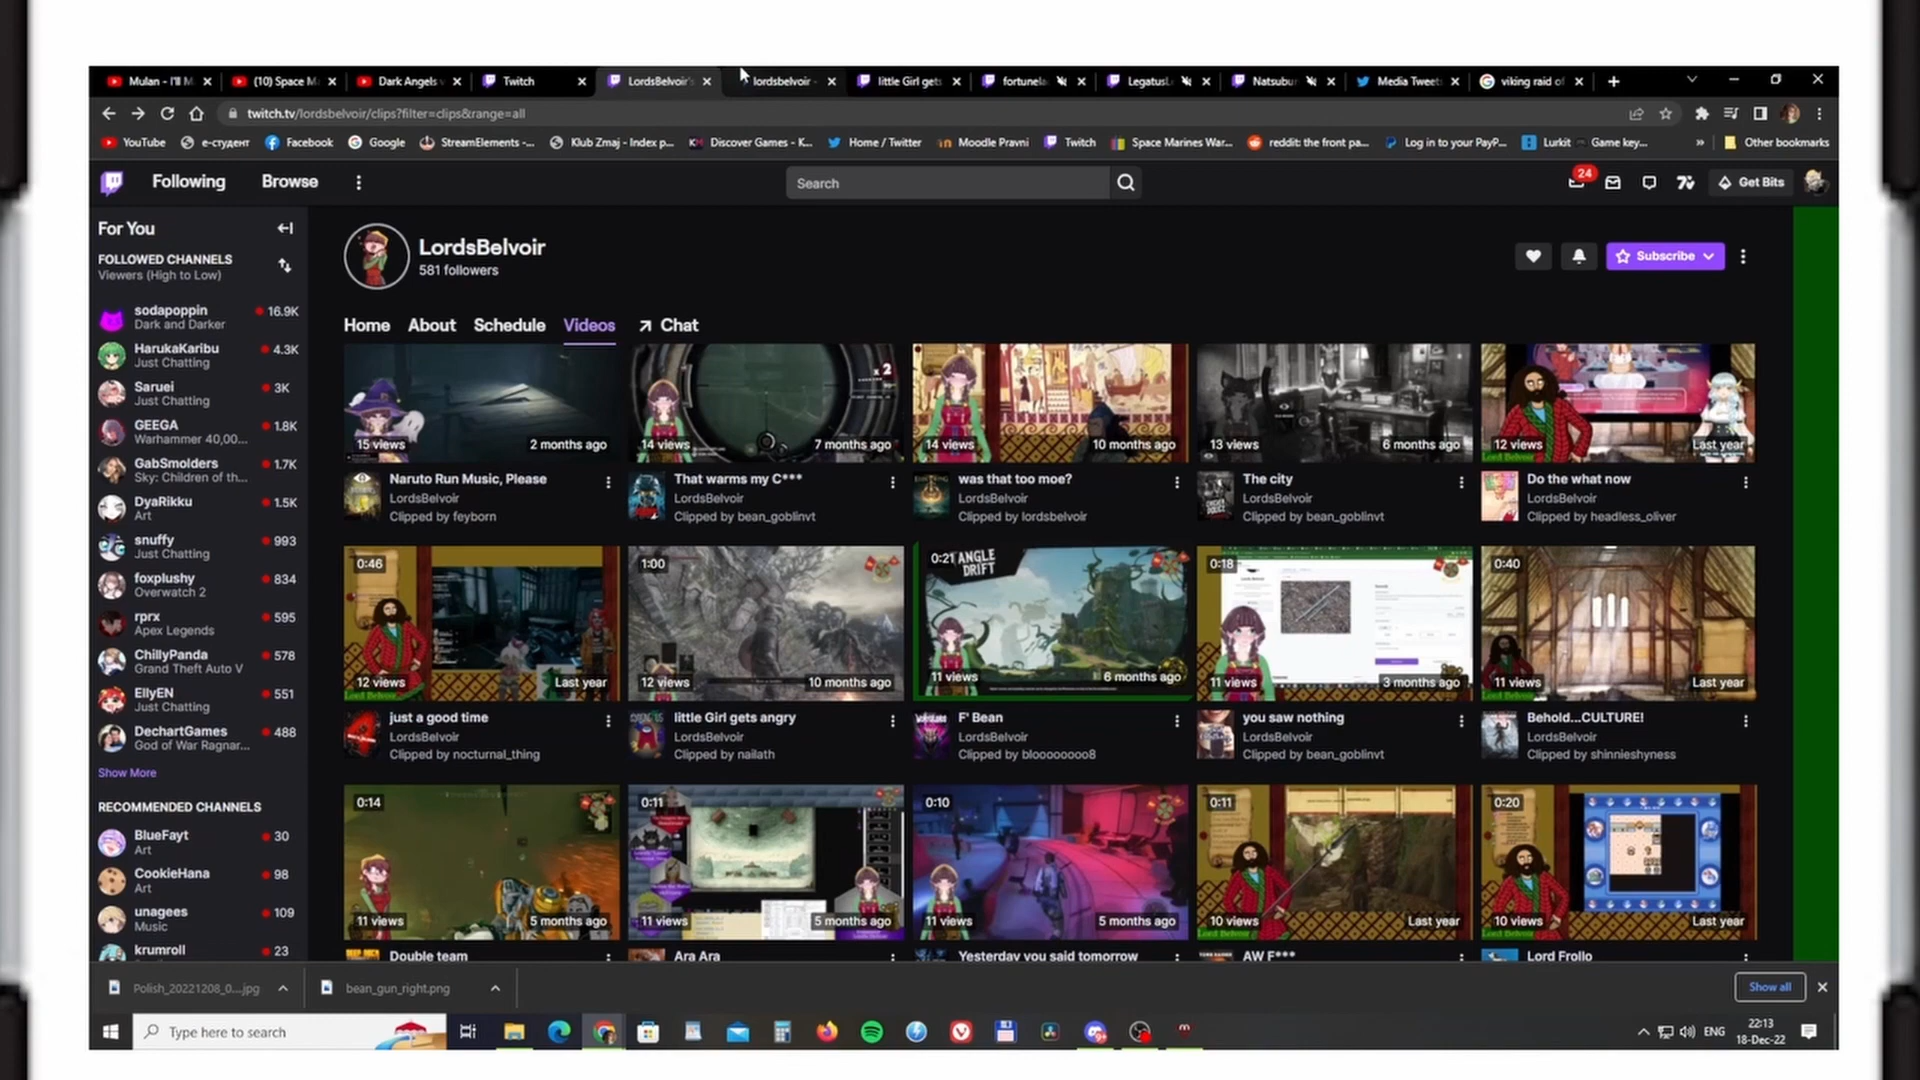 Mulan - I'll M
(10) Space M
Dark Angels v
Twitch
LordsBelvoir's
lordsbelvoir -
little Girl gets
fortunela
LegatusL
Natsubu
Media Tweets
viking raid of
twitch.tv/lordsbelvoir/clips?filter=clips&range=all
YouTube
е-студент
Facebook
Google
StreamElements -...
Klub Zmaj - Index p...
Discover Games - K...
Home / Twitter
Moodle Pravni
Twitch
Space Marines War...
reddit: the front pa...
Log in to your PayP...
Lurkit
Game key...
»
Other bookmarks
Following
Browse
Search
24
Get Bits
For You
FOLLOWED CHANNELS
Viewers (High to Low)
sodapoppin
16.9K
Dark and Darker
HarukaKaribu
4.3K
Just Chatting
Saruei
3K
Just Chatting
GEEGA
1.8K
Warhammer 40,00...
GabSmolders
1.7K
Sky: Children of th...
DyaRikku
1.5K
Art
snuffy
993
Just Chatting
foxplushy
834
Overwatch 2
rprx
595
Apex Legends
ChillyPanda
578
Grand Theft Auto V
EllyEN
551
Just Chatting
DechartGames
488
God of War Ragnar...
Show More
RECOMMENDED CHANNELS
BlueFayt
30
Art
CookieHana
98
Art
unagees
109
Music
krumroll
23
LordsBelvoir
581 followers
Subscribe
Home
About
Schedule
Videos
Chat
15 views
2 months ago
Naruto Run Music, Please
LordsBelvoir
Clipped by feyborn
x 2
14 views
7 months ago
That warms my C***
LordsBelvoir
Clipped by bean_goblinvt
14 views
10 months ago
was that too moe?
LordsBelvoir
Clipped by lordsbelvoir
13 views
6 months ago
The city
LordsBelvoir
Clipped by bean_goblinvt
12 views
Last year
Lord Belvoir
Do the what now
LordsBelvoir
Clipped by headless_oliver
0:46
12 views
Last year
Lord Belvoir
just a good time
LordsBelvoir
Clipped by nocturnal_thing
1:00
12 views
10 months ago
little Girl gets angry
LordsBelvoir
Clipped by nailath
0:21
ANGLE
DRIFT
11 views
6 months ago
F' Bean
LordsBelvoir
Clipped by bloooooooo8
0:18
11 views
3 months ago
you saw nothing
LordsBelvoir
Clipped by bean_goblinvt
0:40
11 views
Last year
Behold...CULTURE!
LordsBelvoir
Clipped by shinnieshyness
0:14
11 views
5 months ago
Double team
0:11
11 views
5 months ago
Ara Ara
0:10
11 views
5 months ago
Yesterday you said tomorrow
0:11
10 views
Last year
Lord Belvoir
AW F***
0:20
10 views
Last year
Lord Belvoir
Lord Frollo
Polish_20221208_0....jpg
bean_gun_right.png
Show all
Type here to search
ENG
22:13
18-Dec-22